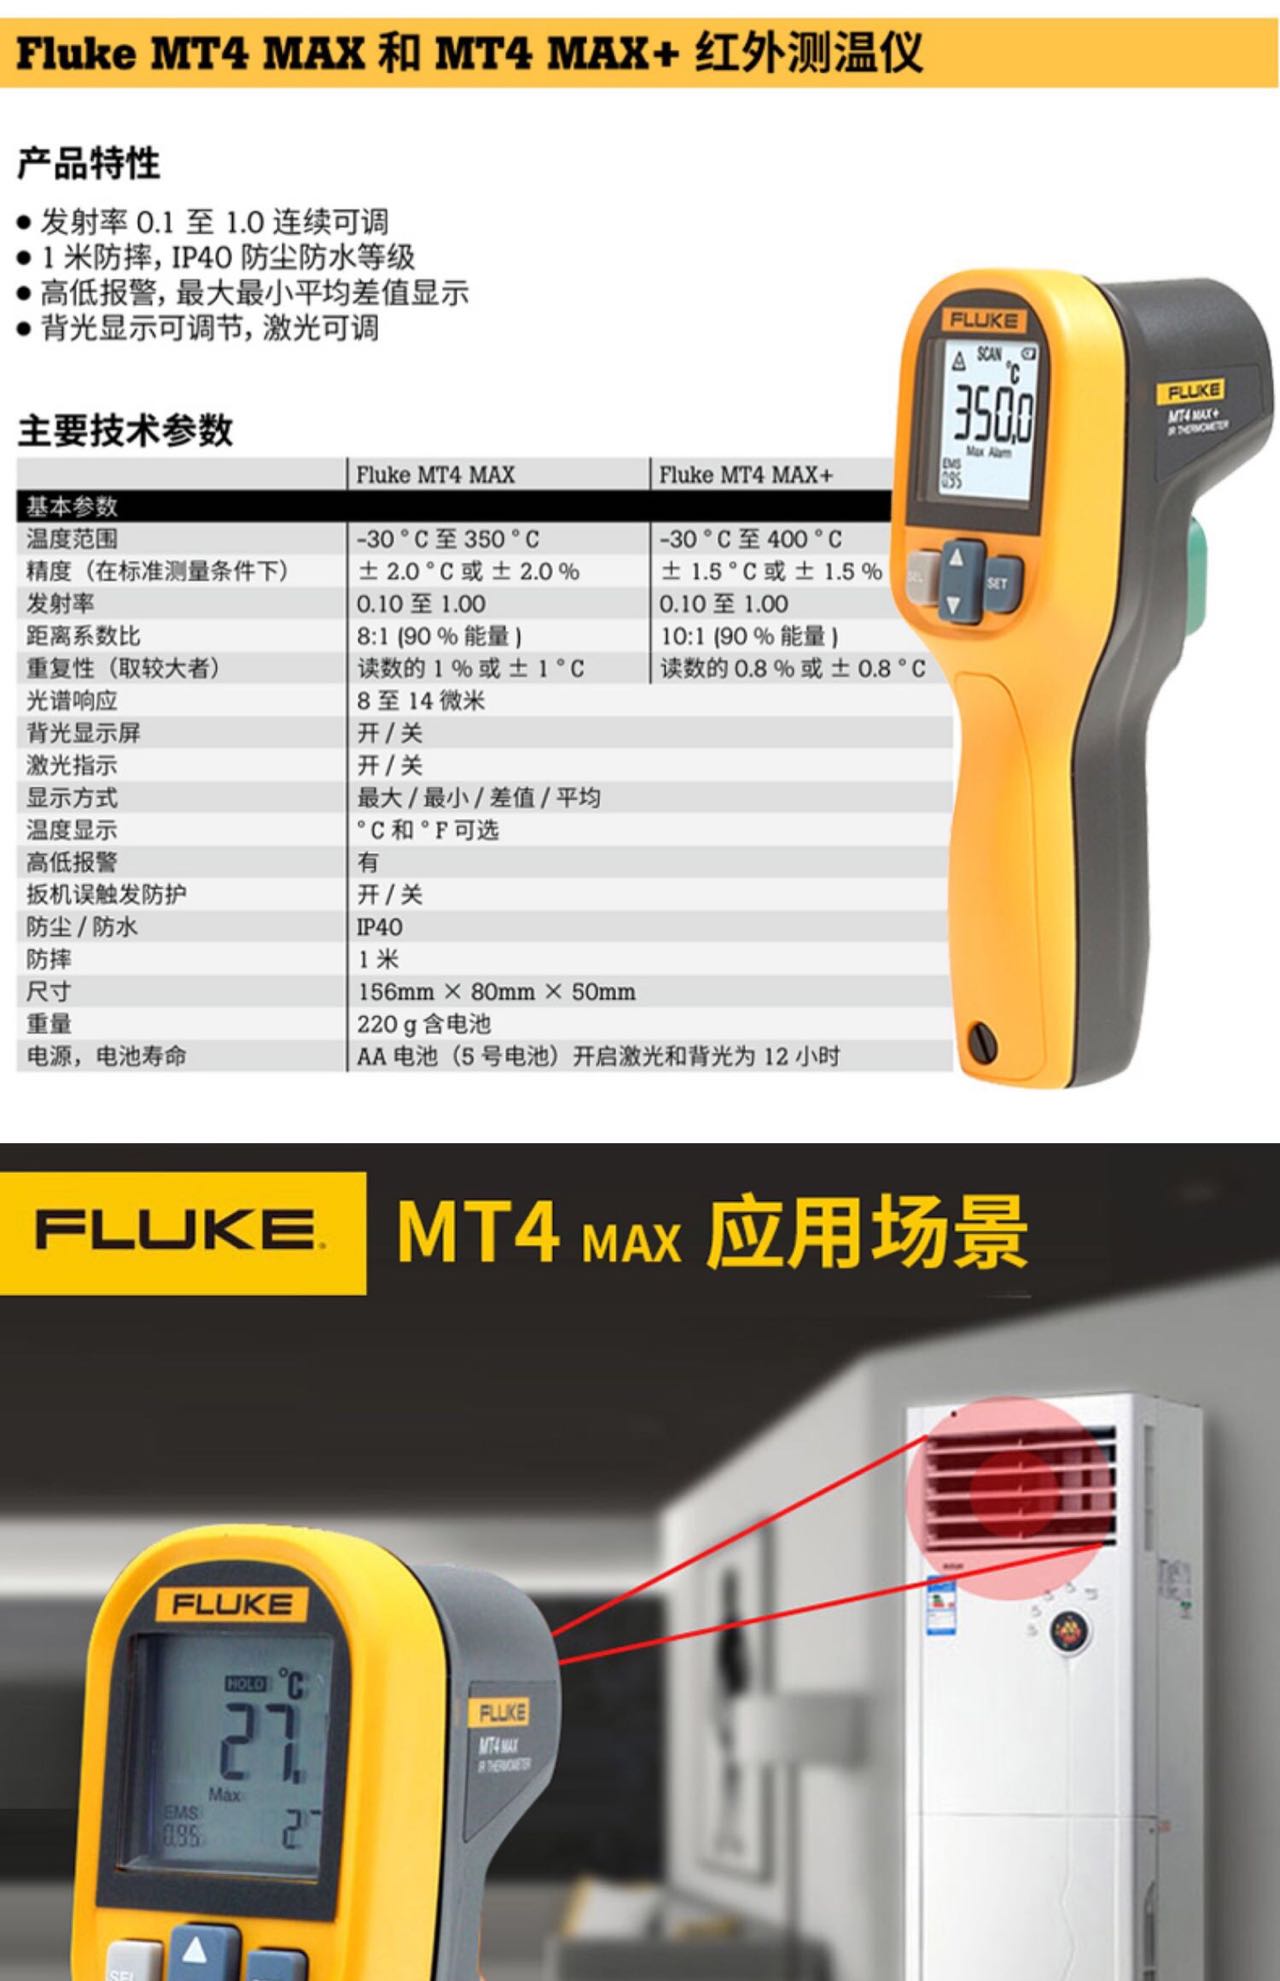 Fluke MT4 MAX 和 MT4 MAX+ 红外测温仪
产品特性
● 发射率 0.1 至 1.0 连续可调
● 1 米防摔, IP40 防尘防水等级
● 高低报警, 最大最小平均差值显示
● 背光显示可调节, 激光可调
FLUKE
SCAN
°C
350.0
Max Alarm
EMS
0.95
SEL
SET
FLUKE
MT4 MAX+
IR THERMOMETER
主要技术参数
Fluke MT4 MAX Fluke MT4 MAX+
基本参数
温度范围 -30 °C 至 350 °C -30 °C 至 400 °C
精度（在标准测量条件下） ± 2.0 °C 或 ± 2.0 % ± 1.5 °C 或 ± 1.5 %
发射率 0.10 至 1.00 0.10 至 1.00
距离系数比 8:1 (90 % 能量 ) 10:1 (90 % 能量 )
重复性（取较大者） 读数的 1 % 或 ± 1 °C 读数的 0.8 % 或 ± 0.8 °C
光谱响应 8 至 14 微米
背光显示屏 开 / 关
激光指示 开 / 关
显示方式 最大 / 最小 / 差值 / 平均
温度显示 °C 和 °F 可选
高低报警 有
扳机误触发防护 开 / 关
防尘 / 防水 IP40
防摔 1 米
尺寸 156mm × 80mm × 50mm
重量 220 g 含电池
电源，电池寿命 AA 电池（5 号电池）开启激光和背光为 12 小时
FLUKE® MT4 MAX 应用场景
FLUKE
HOLD °C
27.
Max
EMS
0.95
FLUKE
MT4 MAX
IR THERMOMETER
SEL